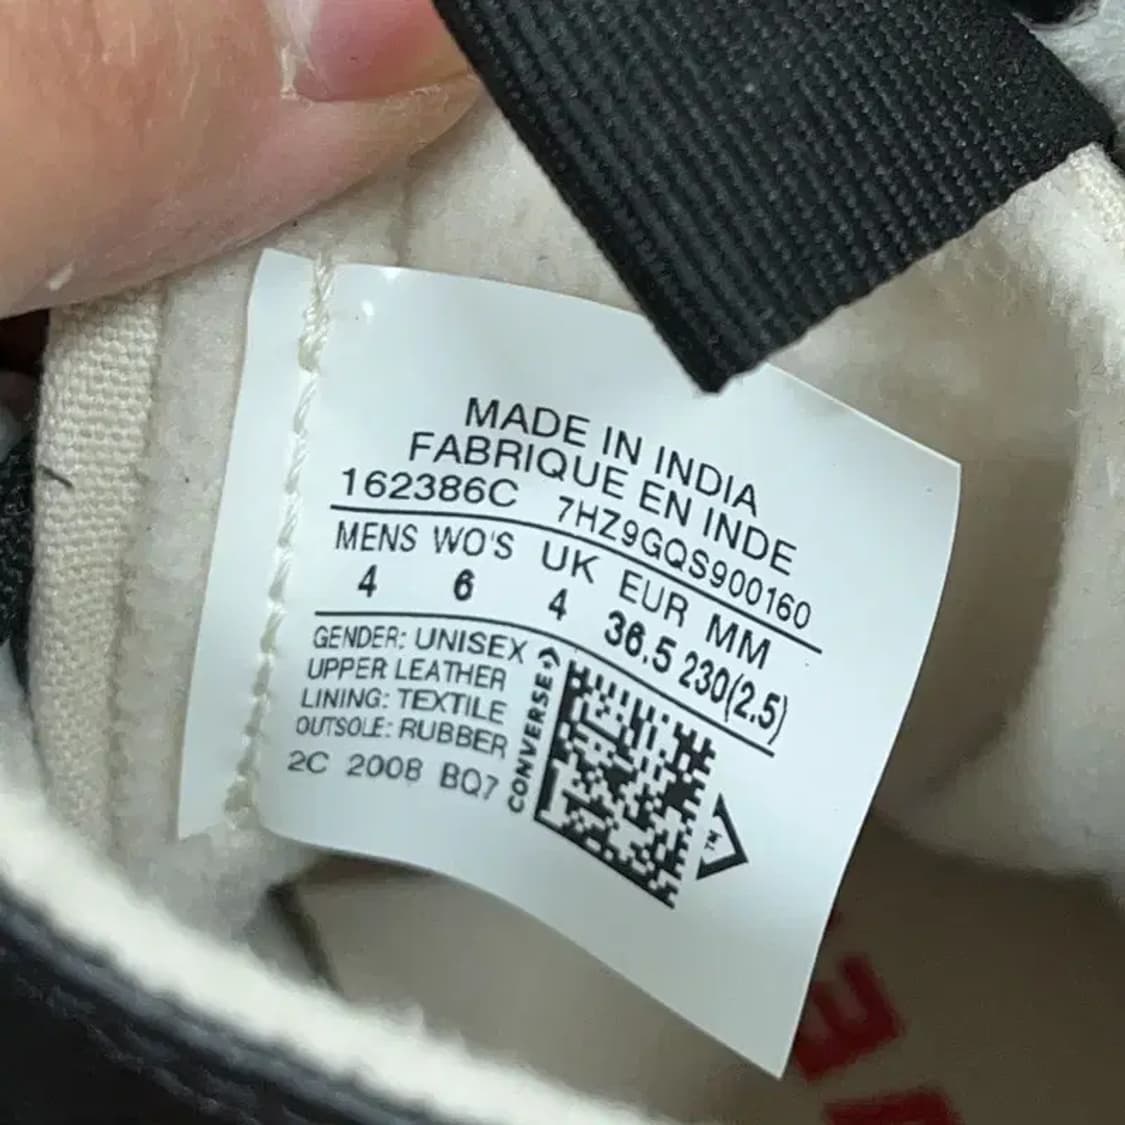 MADE IN INDIA
FABRIQUE EN INDE
162386C 7HZ9GQS900160
MENS WO'S UK EUR MM
4 6 4 36.5 230(2.5)
GENDER: UNISEX
UPPER LEATHER
LINING: TEXTILE
OUTSOLE: RUBBER
2C 2008 BQ7
CONVERSE
TM